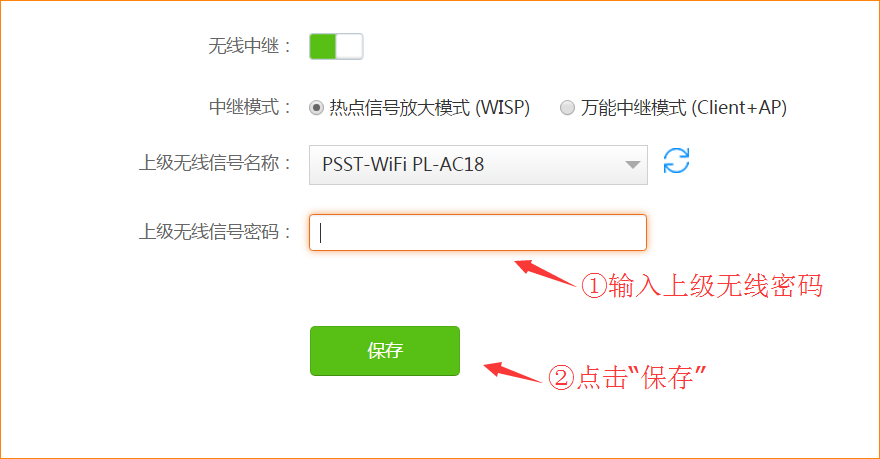 无线中继：
中继模式： 热点信号放大模式 (WISP) 万能中继模式 (Client+AP)
上级无线信号名称： PSST-WiFi PL-AC18
上级无线信号密码：
①输入上级无线密码
保存
②点击“保存”